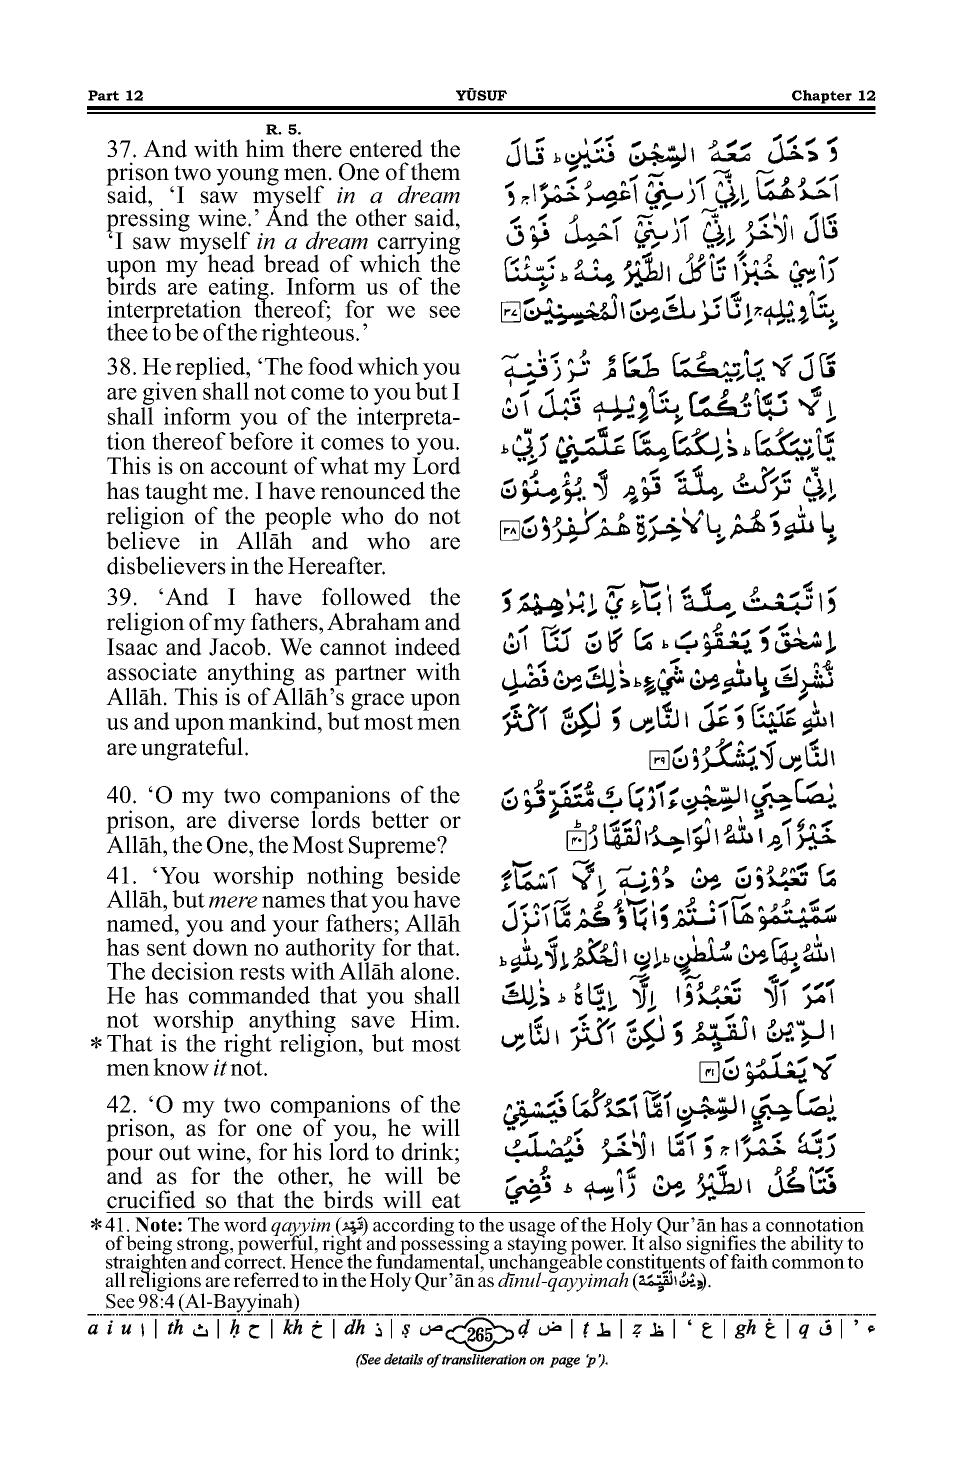 Part 12 YŪSUF Chapter 12
R. 5.
37. And with him there entered the
prison two young men. One of them
said, ‘I saw myself in a dream
pressing wine.’ And the other said,
‘I saw myself in a dream carrying
upon my head bread of which the
birds are eating. Inform us of the
interpretation thereof; for we see
thee to be of the righteous.’
38. He replied, ‘The food which you
are given shall not come to you but I
shall inform you of the interpreta-
tion thereof before it comes to you.
This is on account of what my Lord
has taught me. I have renounced the
religion of the people who do not
believe in Allāh and who are
disbelievers in the Hereafter.
39. ‘And I have followed the
religion of my fathers, Abraham and
Isaac and Jacob. We cannot indeed
associate anything as partner with
Allāh. This is of Allāh’s grace upon
us and upon mankind, but most men
are ungrateful.
40. ‘O my two companions of the
prison, are diverse lords better or
Allāh, the One, the Most Supreme?
41. ‘You worship nothing beside
Allāh, but mere names that you have
named, you and your fathers; Allāh
has sent down no authority for that.
The decision rests with Allāh alone.
He has commanded that you shall
not worship anything save Him.
* That is the right religion, but most
men know it not.
42. ‘O my two companions of the
prison, as for one of you, he will
pour out wine, for his lord to drink;
and as for the other, he will be
crucified so that the birds will eat
وَ دَخَلَ مَعَهُ السِّجْنَ فَتَيٰنِ ؕ قَالَ
اَحَدُهُمَاۤ اِنِّيْۤ اَرٰىنِيْۤ اَعْصِرُ خَمْرًا ۚ وَ
قَالَ الْاٰخَرُ اِنِّيْۤ اَرٰىنِيْۤ اَحْمِلُ فَوْقَ
رَاْسِيْ خُبْزًا تَاْكُلُ الطَّيْرُ مِنْهُ ؕ نَبِّئْنَا
بِتَاْوِيْلِهٖ ۚ اِنَّا نَرٰىكَ مِنَ الْمُحْسِنِيْنَ ۳۷
قَالَ لَا يَاْتِيْكُمَا طَعَامٌ تُرْزَقٰنِهٖۤ
اِلَّا نَبَّاْتُكُمَا بِتَاْوِيْلِهٖ قَبْلَ اَنْ
يَّاْتِيَكُمَا ؕ ذٰلِكُمَا مِمَّا عَلَّمَنِيْ رَبِّيْ ؕ
اِنِّيْ تَرَكْتُ مِلَّةَ قَوْمٍ لَّا يُؤْمِنُوْنَ
بِاللّٰهِ وَ هُمْ بِالْاٰخِرَةِ هُمْ كٰفِرُوْنَ ۳۸
وَ اتَّبَعْتُ مِلَّةَ اٰبَآءِيْۤ اِبْرٰهِيْمَ وَ
اِسْحٰقَ وَ يَعْقُوْبَ ؕ مَا كَانَ لَنَاۤ اَنْ
نُّشْرِكَ بِاللّٰهِ مِنْ شَيْءٍ ؕ ذٰلِكَ مِنْ فَضْلِ
اللّٰهِ عَلَيْنَا وَ عَلَى النَّاسِ وَ لٰكِنَّ اَكْثَرَ
النَّاسِ لَا يَشْكُرُوْنَ ۳۹
يٰصَاحِبَيِ السِّجْنِ ءَاَرْبَابٌ مُّتَفَرِّقُوْنَ
خَيْرٌ اَمِ اللّٰهُ الْوَاحِدُ الْقَهَّارُ ؕ ۴۰
مَا تَعْبُدُوْنَ مِنْ دُوْنِهٖۤ اِلَّاۤ اَسْمَآءً
سَمَّيْتُمُوْهَاۤ اَنْتُمْ وَ اٰبَآؤُكُمْ مَّاۤ اَنْزَلَ
اللّٰهُ بِهَا مِنْ سُلْطٰنٍ ؕ اِنِ الْحُكْمُ اِلَّا لِلّٰهِ ؕ
اَمَرَ اَلَّا تَعْبُدُوْۤا اِلَّاۤ اِيَّاهُ ؕ ذٰلِكَ
الدِّيْنُ الْقَيِّمُ وَ لٰكِنَّ اَكْثَرَ النَّاسِ
لَا يَعْلَمُوْنَ ۴۱
يٰصَاحِبَيِ السِّجْنِ اَمَّاۤ اَحَدُكُمَا فَيَسْقِيْ
رَبَّهٗ خَمْرًا ۚ وَ اَمَّا الْاٰخَرُ فَيُصْلَبُ
فَتَاْكُلُ الطَّيْرُ مِنْ رَّاْسِهٖ ؕ قُضِيَ
* 41. Note: The word qayyim (قَيِّم) according to the usage of the Holy Qur’ān has a connotation
of being strong, powerful, right and possessing a staying power. It also signifies the ability to
straighten and correct. Hence the fundamental, unchangeable constituents of faith common to
all religions are referred to in the Holy Qur’ān as dīnul-qayyimah (دِيْنُ الْقَيِّمَة).
See 98:4 (Al-Bayyinah)
a i u ا | th ث | ḥ ح | kh خ | dh ذ | ṣ ص 265 ḍ ض | ṭ ط | ẓ ظ | ‘ ع | gh غ | q ق | ’ ء
(See details of transliteration on page ‘p’).